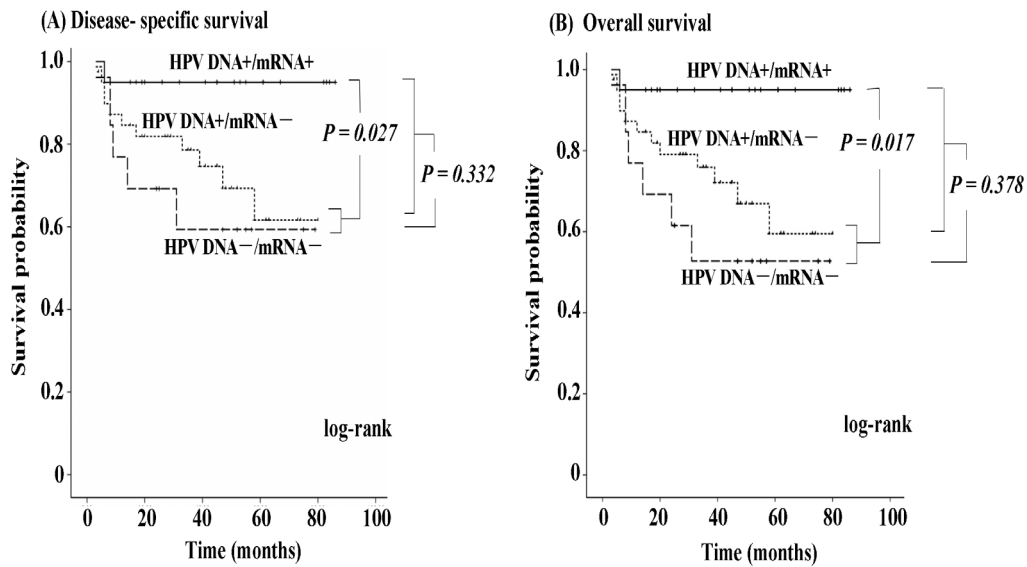 (A) Disease- specific survival
1.0
0.8
0.6
0.4
0.2
0
Survival probability
HPV DNA+/mRNA+
HPV DNA+/mRNA−
HPV DNA−/mRNA−
P = 0.027
P = 0.332
log-rank
0 20 40 60 80 100
Time (months)
(B) Overall survival
1.0
0.8
0.6
0.4
0.2
0
Survival probability
HPV DNA+/mRNA+
HPV DNA+/mRNA−
HPV DNA−/mRNA−
P = 0.017
P = 0.378
log-rank
0 20 40 60 80 100
Time (months)